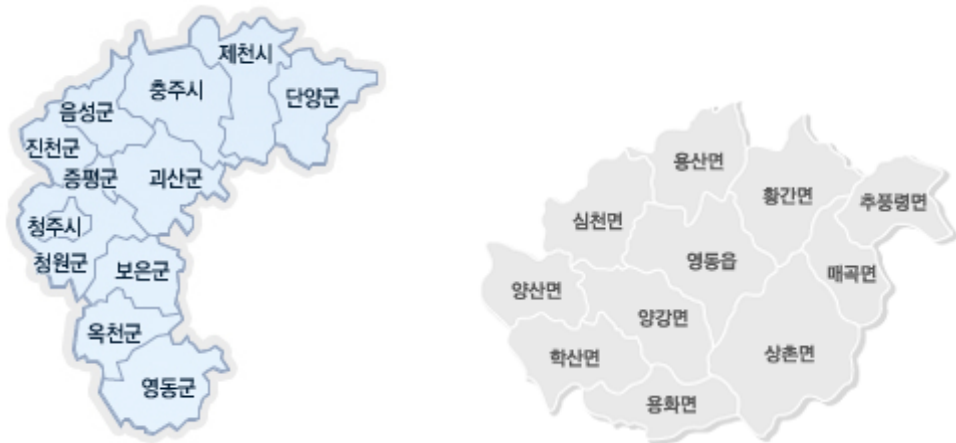 제천시
충주시
단양군
음성군
진천군
증평군
괴산군
청주시
청원군
보은군
옥천군
영동군
용산면
황간면
추풍령면
심천면
영동읍
매곡면
양산면
양강면
학산면
상촌면
용화면